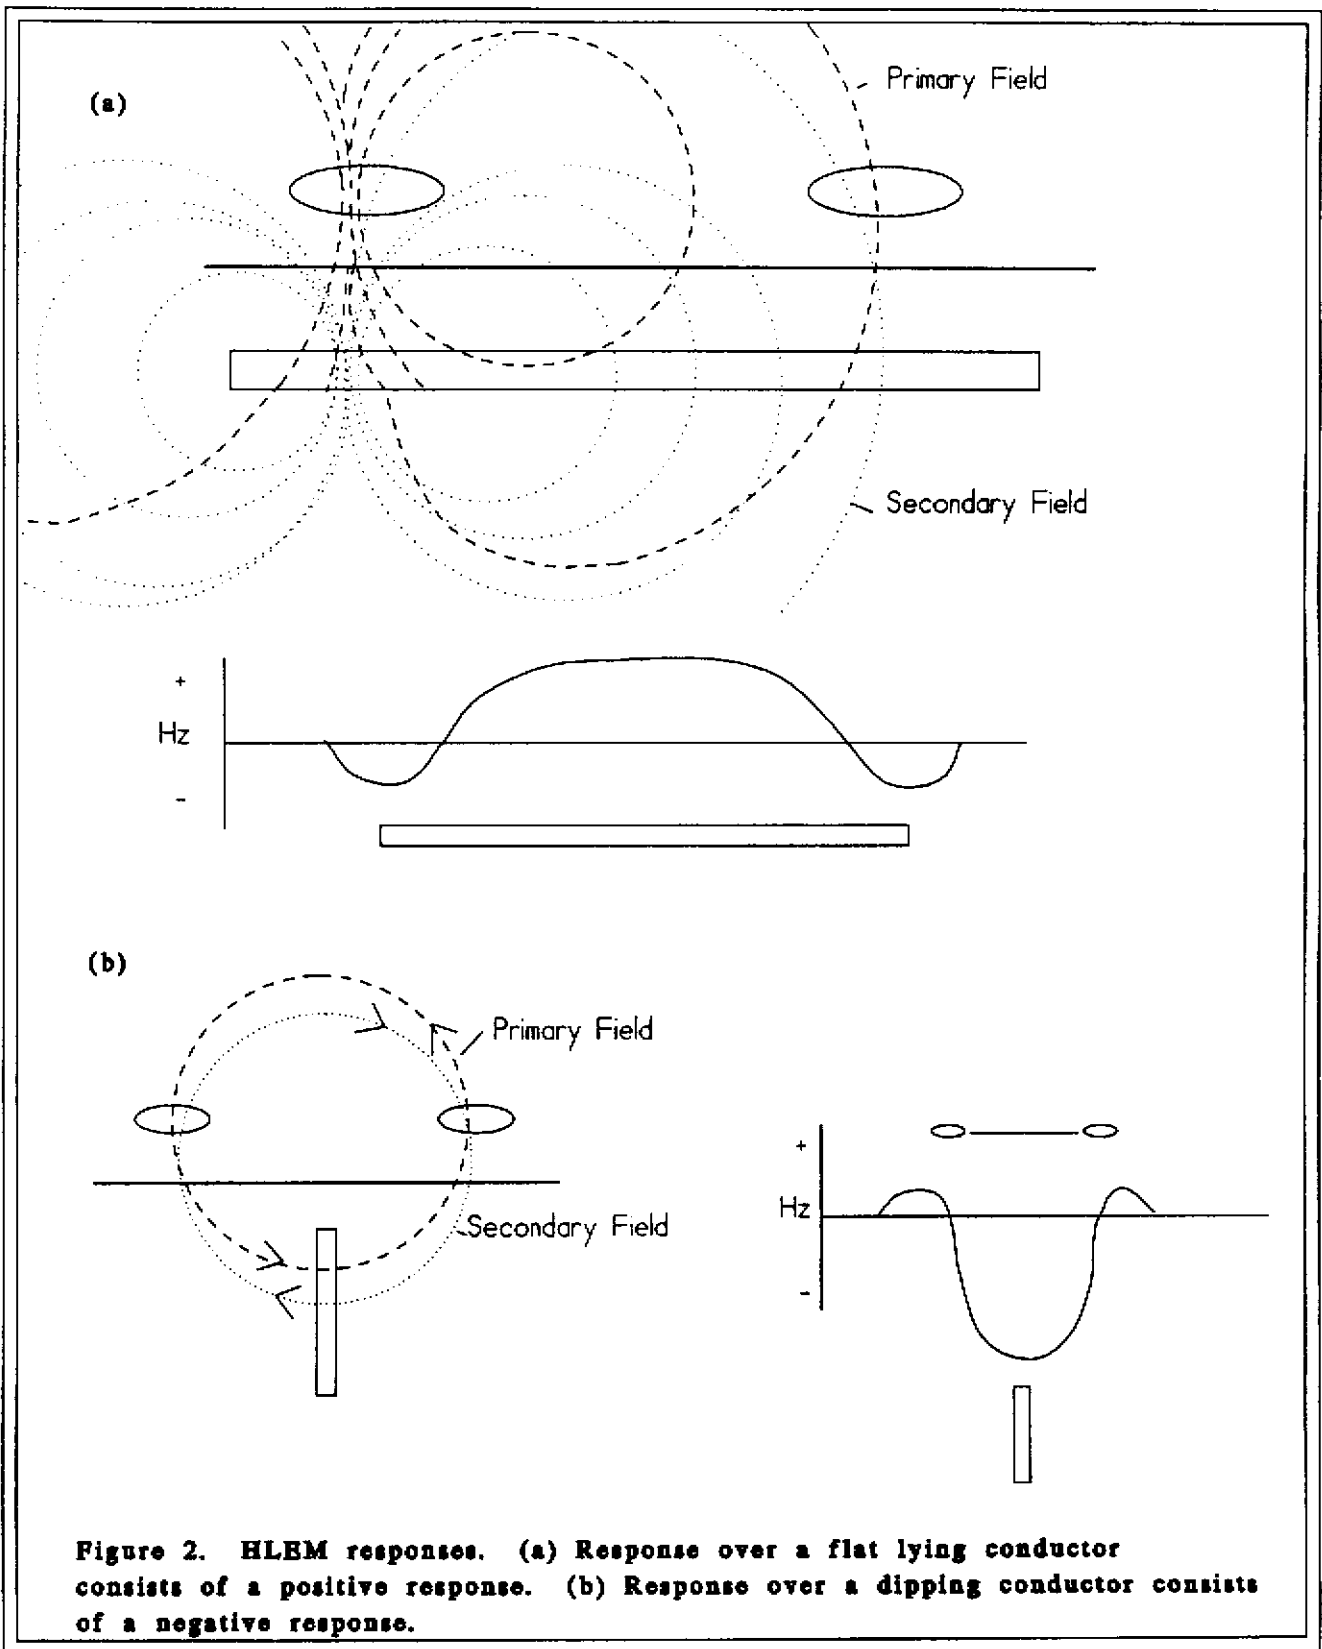 (a)
Primary Field
Secondary Field
+
Hz
-
(b)
Primary Field
Secondary Field
+
Hz
-
Figure 2. HLEM responses. (a) Response over a flat lying conductor
consists of a positive response. (b) Response over a dipping conductor consists
of a negative response.